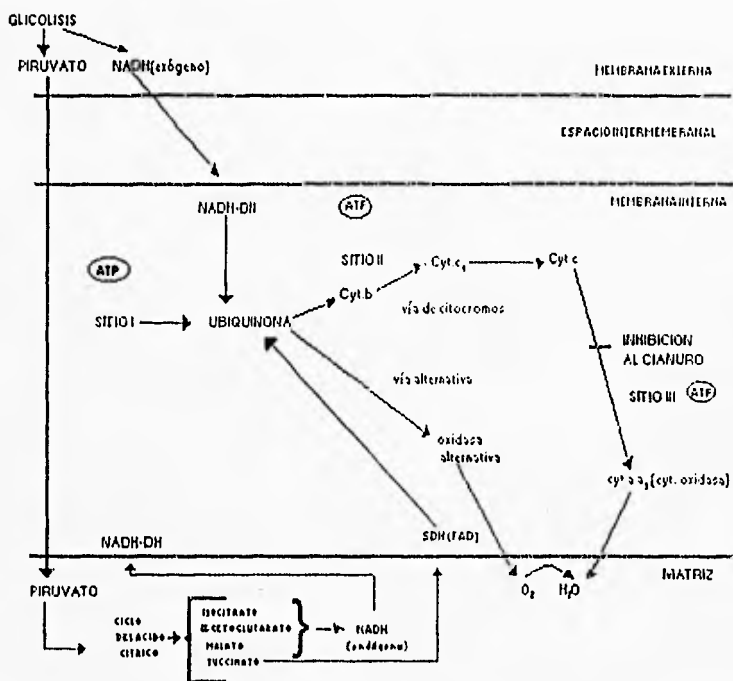 GLICOLISIS
PIRUVATO
NADH(exógeno)
MEMBRANA EXTERNA
ESPACIO INTERMEMBRANAL
NADH-DH
ATP
MEMBRANA INTERNA
ATP
SITIO II
Cyt.b
Cyt.c₁
Cyt.c
SITIO I
UBIQUINONA
vía de citocromos
INHIBICION
AL CIANURO
vía alternativa
SITIO III
ATP
oxidasa
alternativa
cyt.a a₃(cyt. oxidasa)
NADH-DH
SDH(FAD)
MATRIZ
PIRUVATO
O₂
H₂O
CICLO
DEL ACIDO
CITRICO
ISOCITRATO
α-CETOGLUTARATO
MALATO
SUCCINATO
NADH
(endógeno)